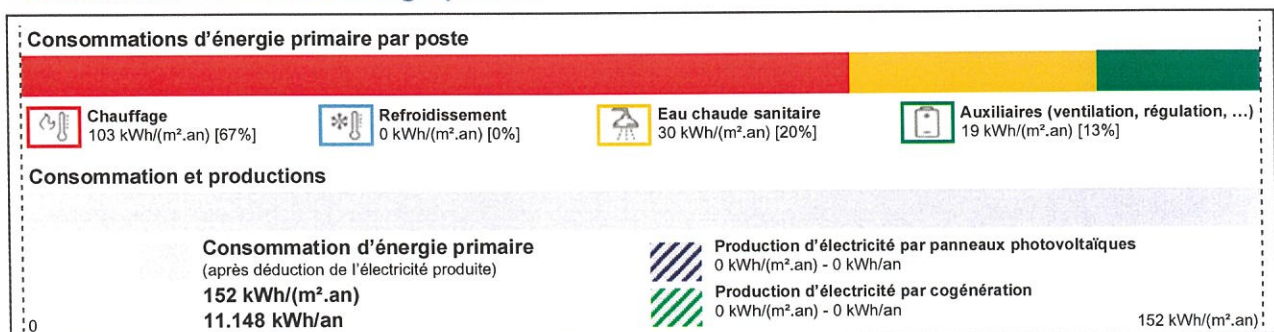 Consommations d'énergie primaire par poste
Chauffage
103 kWh/(m².an) [67%]
Refroidissement
0 kWh/(m².an) [0%]
Eau chaude sanitaire
30 kWh/(m².an) [20%]
Auxiliaires (ventilation, régulation, ...)
19 kWh/(m².an) [13%]
Consommation et productions
Consommation d'énergie primaire
(après déduction de l'électricité produite)
152 kWh/(m².an)
11.148 kWh/an
Production d'électricité par panneaux photovoltaïques
0 kWh/(m².an) - 0 kWh/an
Production d'électricité par cogénération
0 kWh/(m².an) - 0 kWh/an
0
152 kWh/(m².an)